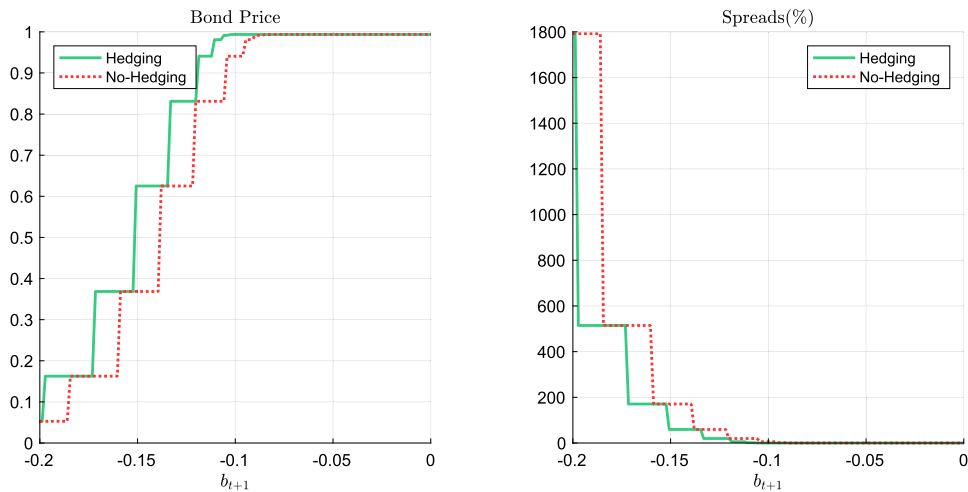 Bond Price
1
0.9
0.8
0.7
0.6
0.5
0.4
0.3
0.2
0.1
0
Hedging
No-Hedging
-0.2 -0.15 -0.1 -0.05 0
b_{t+1}
Spreads(%)
1800
1600
1400
1200
1000
800
600
400
200
0
Hedging
No-Hedging
-0.2 -0.15 -0.1 -0.05 0
b_{t+1}